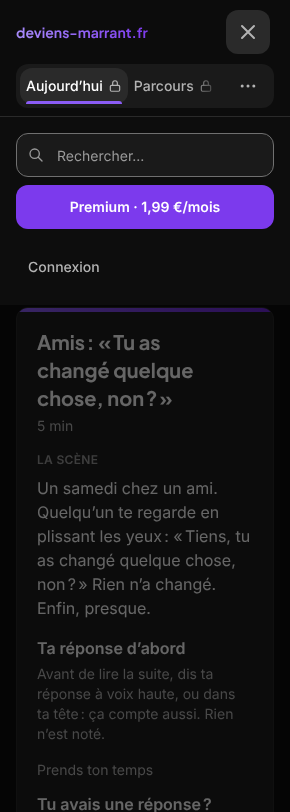 deviens-marrant.fr
Aujourd’hui Parcours ···
Rechercher...
Premium · 1,99 €/mois
Connexion
Amis : « Tu as
changé quelque
chose, non ? »
5 min
LA SCÈNE
Un samedi chez un ami.
Quelqu’un te regarde en
plissant les yeux : « Tiens, tu
as changé quelque chose,
non ? » Rien n’a changé.
Enfin, presque.
Ta réponse d’abord
Avant de lire la suite, dis ta
réponse à voix haute, ou dans
ta tête : ça compte aussi. Rien
n’est noté.
Prends ton temps
Tu avais une réponse ?